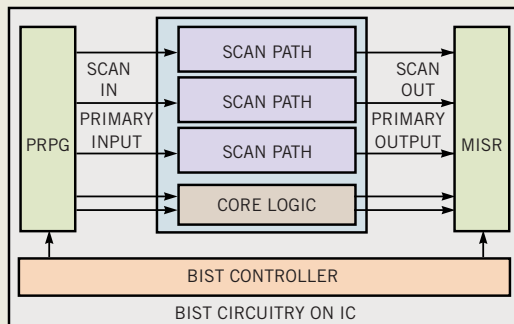 PRPG
SCAN
IN
PRIMARY
INPUT
SCAN PATH
SCAN PATH
SCAN PATH
CORE LOGIC
SCAN
OUT
PRIMARY
OUTPUT
MISR
BIST CONTROLLER
BIST CIRCUITRY ON IC